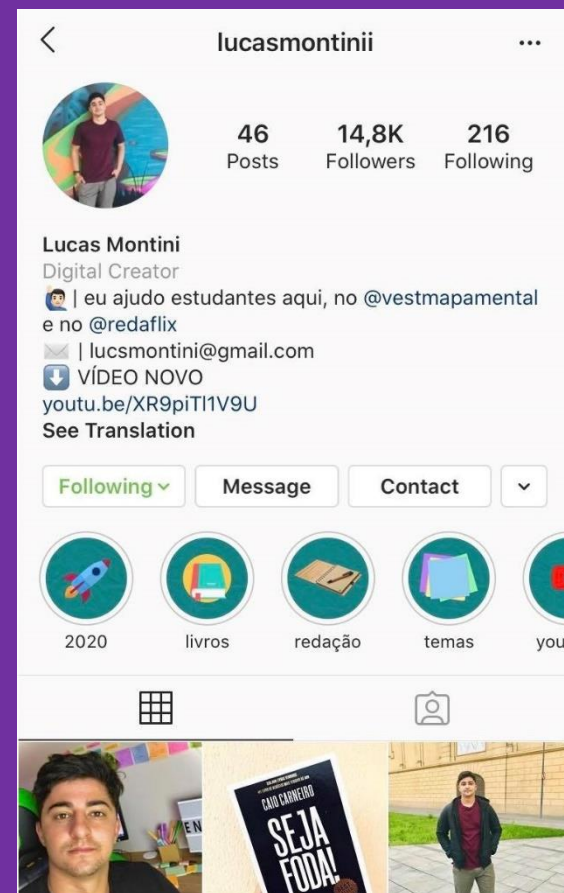 lucasmontinii
46 14,8K 216
Posts Followers Following
Lucas Montini
Digital Creator
| eu ajudo estudantes aqui, no @vestmapamental
e no @redaflix
| lucsmontini@gmail.com
VÍDEO NOVO
youtu.be/XR9piTl1V9U
See Translation
Following Message Contact
2020 livros redação temas you
EN
CAIO CARNEIRO
SEJA
FODA!